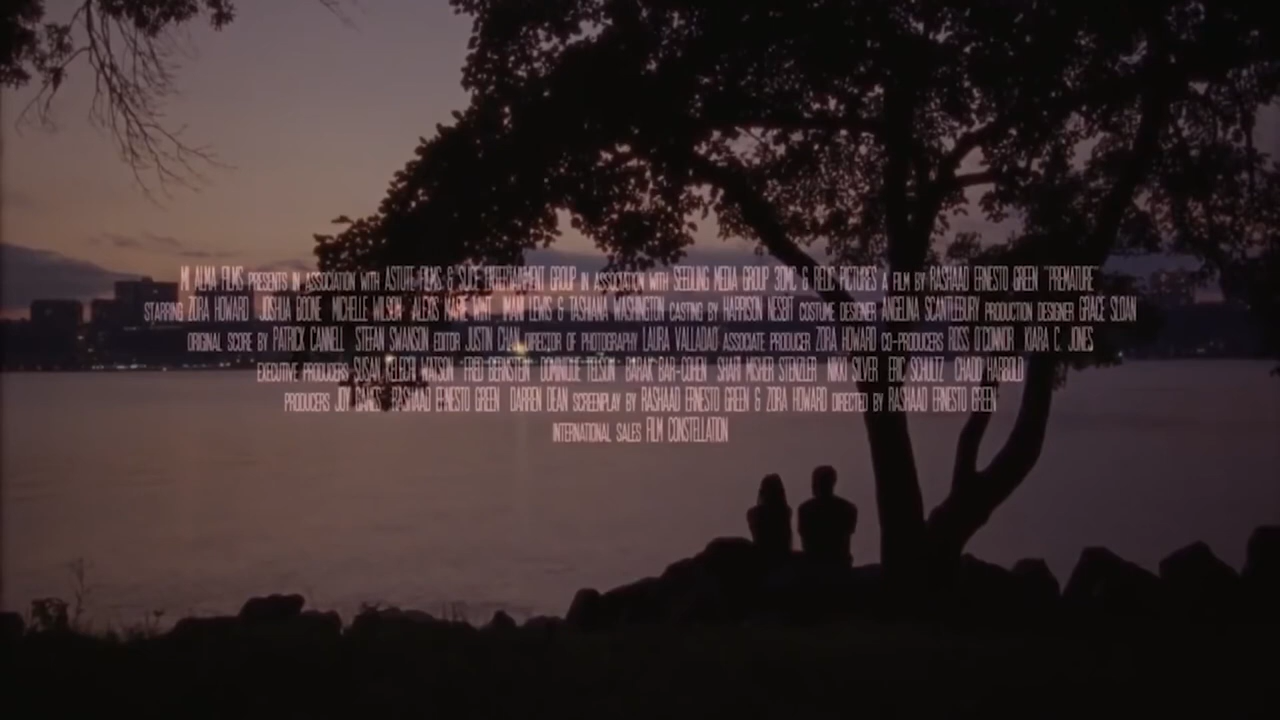 MI ALMA FILMS PRESENTS IN ASSOCIATION WITH ASTUTE FILMS & SUCE ENTERTAINMENT GROUP IN ASSOCIATION WITH SEEDLING MEDIA GROUP 3DMC & RELIC PICTURES A FILM BY RASHAAD ERNESTO GREEN "PREMATURE"
STARRING ZORA HOWARD JOSHUA BOONE MICHELLE WILSON ALEXIS MARIE WINT IMANI LEWIS & TASHIANA WASHINGTON CASTING BY HARRISON NESBIT COSTUME DESIGNER ANGELINA SCANTLEBURY PRODUCTION DESIGNER GRACE SLOAN
ORIGINAL SCORE BY PATRICK CANNELL STEFAN SWANSON EDITOR JUSTIN CHAN DIRECTOR OF PHOTOGRAPHY LAURA VALLADAO ASSOCIATE PRODUCER ZORA HOWARD CO-PRODUCERS ROSS O'CONNOR KIARA C. JONES
EXECUTIVE PRODUCERS SUSAN KELECHI WATSON FRED BERNSTEIN DOMINIQUE TELSON BARAK BAR-COHEN SHARI MISHER STENZLER NIKKI SILVER ERIC SCHULTZ CHADD HARBOLD
PRODUCERS JOY GANES RASHAAD ERNESTO GREEN DARREN DEAN SCREENPLAY BY RASHAAD ERNESTO GREEN & ZORA HOWARD DIRECTED BY RASHAAD ERNESTO GREEN
INTERNATIONAL SALES FILM CONSTELLATION